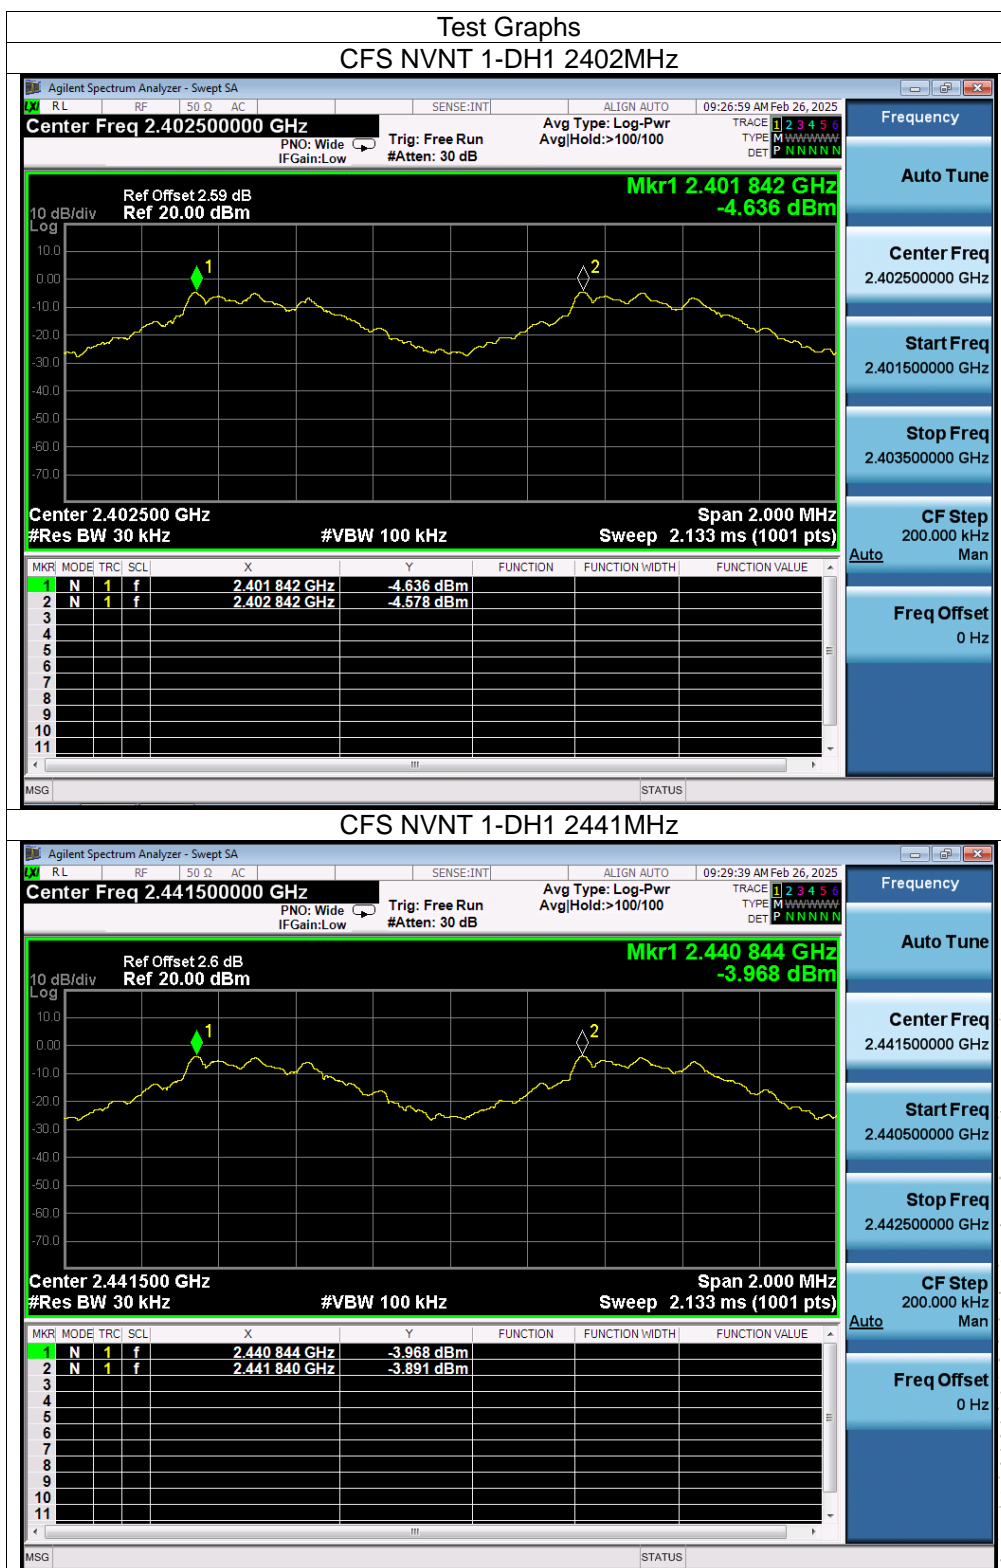 Test Graphs
CFS NVNT 1-DH1 2402MHz
Agilent Spectrum Analyzer - Swept SA
LXI RL RF 50 Ω AC SENSE:INT ALIGN AUTO 09:26:59 AM Feb 26, 2025
Center Freq 2.402500000 GHz
PNO: Wide
IFGain:Low
Trig: Free Run
#Atten: 30 dB
Avg Type: Log-Pwr
Avg|Hold:>100/100
TRACE 1 2 3 4 5 6
TYPE M W W W W W
DET P N N N N N
Frequency
Auto Tune
Center Freq
2.402500000 GHz
Start Freq
2.401500000 GHz
Stop Freq
2.403500000 GHz
CF Step
200.000 kHz
Auto Man
Freq Offset
0 Hz
Mkr1 2.401 842 GHz
-4.636 dBm
Ref Offset 2.59 dB
10 dB/div Ref 20.00 dBm
Log
10.0
0.00
-10.0
-20.0
-30.0
-40.0
-50.0
-60.0
-70.0
1
2
Center 2.402500 GHz Span 2.000 MHz
#Res BW 30 kHz #VBW 100 kHz Sweep 2.133 ms (1001 pts)
MKR MODE TRC SCL X Y FUNCTION FUNCTION WIDTH FUNCTION VALUE
1 N 1 f 2.401 842 GHz -4.636 dBm
2 N 1 f 2.402 842 GHz -4.578 dBm
3
4
5
6
7
8
9
10
11
MSG STATUS
CFS NVNT 1-DH1 2441MHz
Agilent Spectrum Analyzer - Swept SA
LXI RL RF 50 Ω AC SENSE:INT ALIGN AUTO 09:29:39 AM Feb 26, 2025
Center Freq 2.441500000 GHz
PNO: Wide
IFGain:Low
Trig: Free Run
#Atten: 30 dB
Avg Type: Log-Pwr
Avg|Hold:>100/100
TRACE 1 2 3 4 5 6
TYPE M W W W W W
DET P N N N N N
Frequency
Auto Tune
Center Freq
2.441500000 GHz
Start Freq
2.440500000 GHz
Stop Freq
2.442500000 GHz
CF Step
200.000 kHz
Auto Man
Freq Offset
0 Hz
Mkr1 2.440 844 GHz
-3.968 dBm
Ref Offset 2.6 dB
10 dB/div Ref 20.00 dBm
Log
10.0
0.00
-10.0
-20.0
-30.0
-40.0
-50.0
-60.0
-70.0
1
2
Center 2.441500 GHz Span 2.000 MHz
#Res BW 30 kHz #VBW 100 kHz Sweep 2.133 ms (1001 pts)
MKR MODE TRC SCL X Y FUNCTION FUNCTION WIDTH FUNCTION VALUE
1 N 1 f 2.440 844 GHz -3.968 dBm
2 N 1 f 2.441 840 GHz -3.891 dBm
3
4
5
6
7
8
9
10
11
MSG STATUS